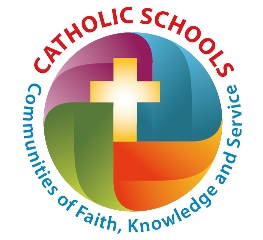 CATHOLIC SCHOOLS
Communities of Faith, Knowledge and Service